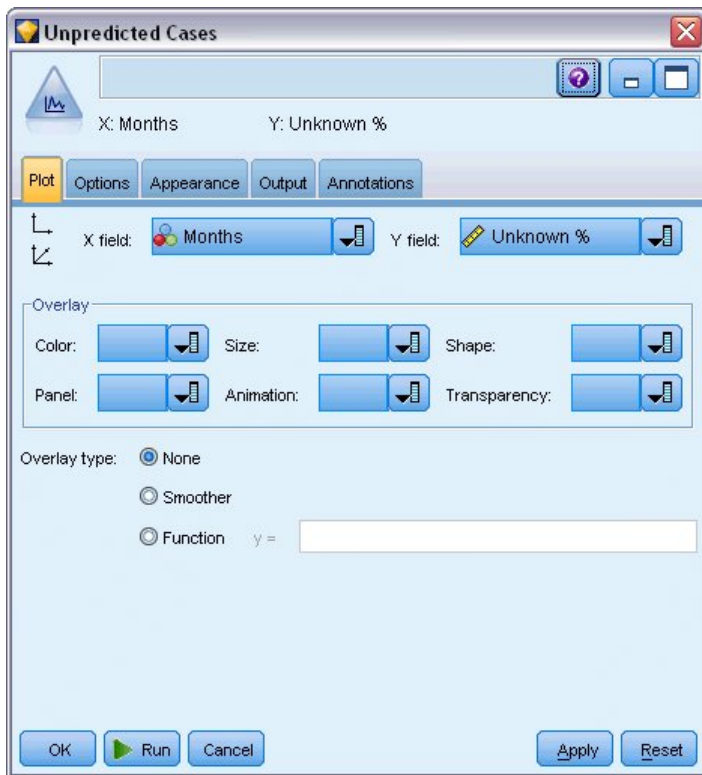 Unpredicted Cases
X: Months Y: Unknown %
Plot Options Appearance Output Annotations
X field: Months Y field: Unknown %
Overlay
Color: Size: Shape:
Panel: Animation: Transparency:
Overlay type: None
Smoother
Function y =
OK Run Cancel Apply Reset